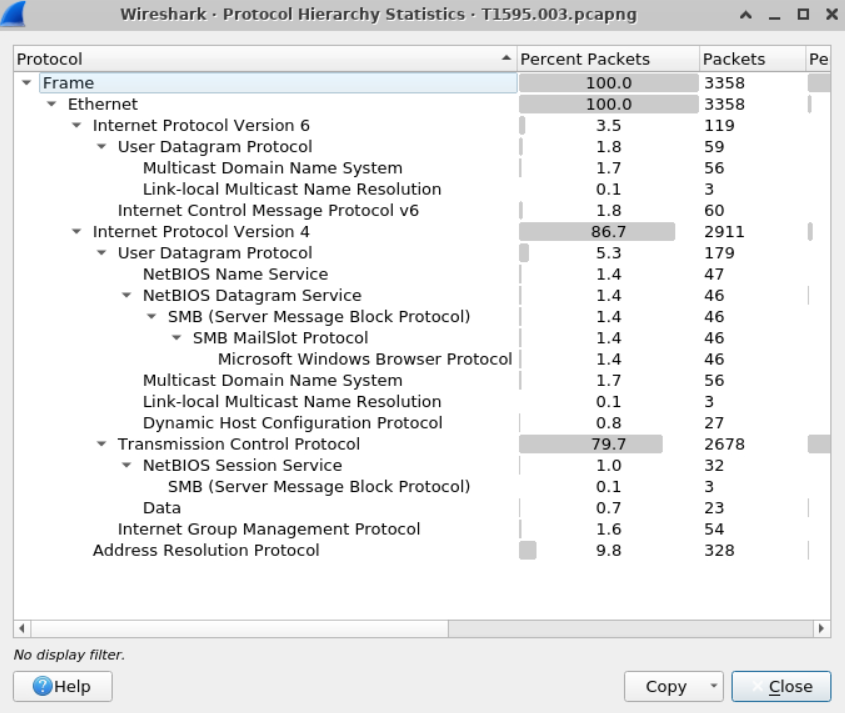 Wireshark · Protocol Hierarchy Statistics · T1595.003.pcapng
Protocol Percent Packets Packets Pe
Frame 100.0 3358
Ethernet 100.0 3358
Internet Protocol Version 6 3.5 119
User Datagram Protocol 1.8 59
Multicast Domain Name System 1.7 56
Link-local Multicast Name Resolution 0.1 3
Internet Control Message Protocol v6 1.8 60
Internet Protocol Version 4 86.7 2911
User Datagram Protocol 5.3 179
NetBIOS Name Service 1.4 47
NetBIOS Datagram Service 1.4 46
SMB (Server Message Block Protocol) 1.4 46
SMB MailSlot Protocol 1.4 46
Microsoft Windows Browser Protocol 1.4 46
Multicast Domain Name System 1.7 56
Link-local Multicast Name Resolution 0.1 3
Dynamic Host Configuration Protocol 0.8 27
Transmission Control Protocol 79.7 2678
NetBIOS Session Service 1.0 32
SMB (Server Message Block Protocol) 0.1 3
Data 0.7 23
Internet Group Management Protocol 1.6 54
Address Resolution Protocol 9.8 328
No display filter.
?Help Copy Close